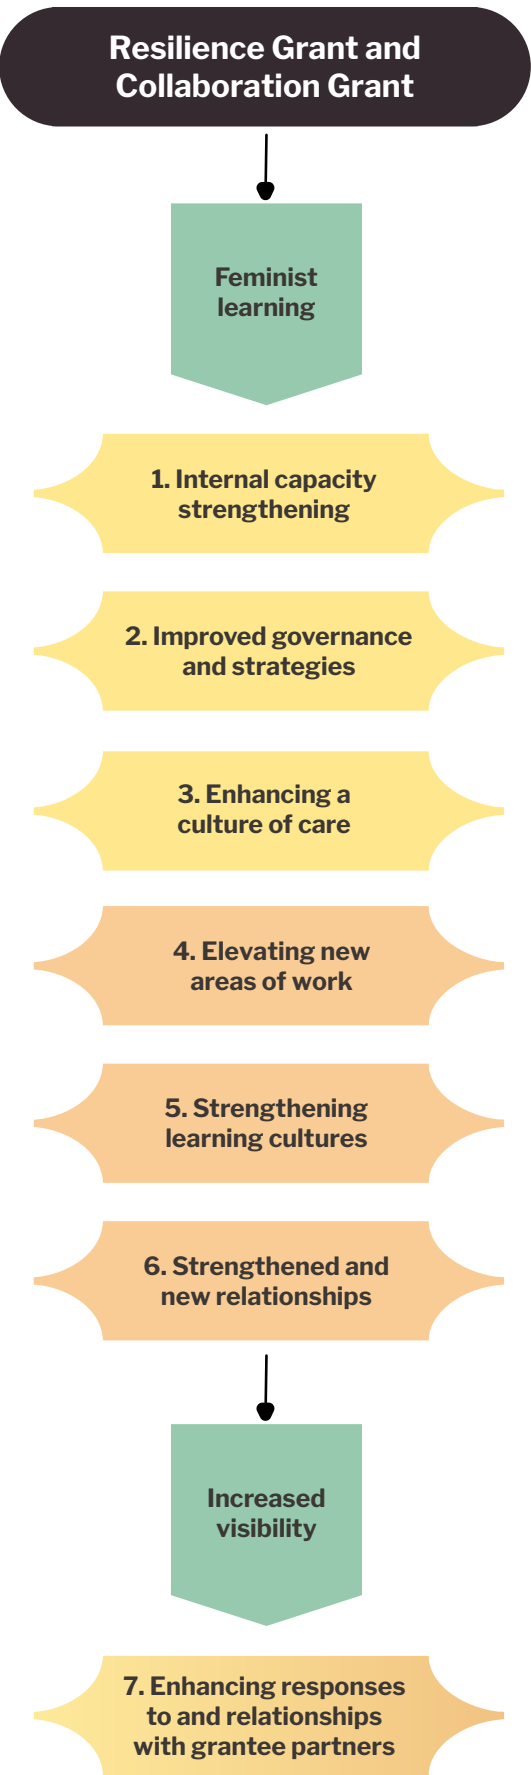 Resilience Grant and
Collaboration Grant
Feminist
learning
1. Internal capacity
strengthening
2. Improved governance
and strategies
3. Enhancing a
culture of care
4. Elevating new
areas of work
5. Strengthening
learning cultures
6. Strengthened and
new relationships
Increased
visibility
7. Enhancing responses
to and relationships
with grantee partners